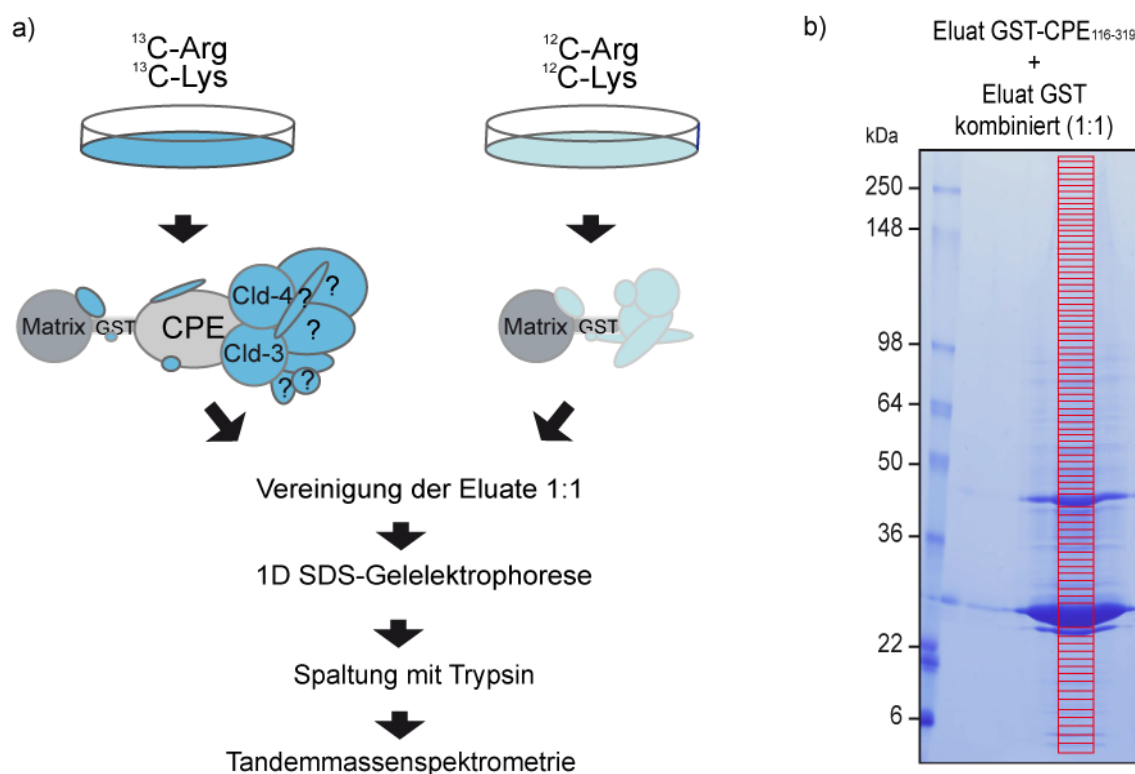 a)
¹³C-Arg
¹³C-Lys
¹²C-Arg
¹²C-Lys
Matrix
GST
CPE
Cld-4
Cld-3
?
?
?
?
?
Matrix
GST
Vereinigung der Eluate 1:1
1D SDS-Gelelektrophorese
Spaltung mit Trypsin
Tandemmassenspektrometrie
b)
Eluat GST-CPE₁₁₆₋₃₁₉
+
Eluat GST
kombiniert (1:1)
kDa
250
148
98
64
50
36
22
6